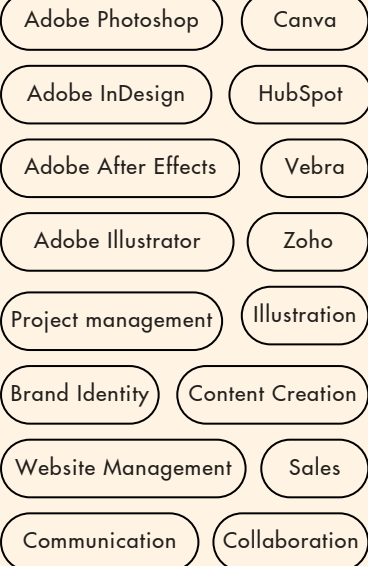 Adobe Photoshop Canva
Adobe InDesign HubSpot
Adobe After Effects Vebra
Adobe Illustrator Zoho
Project management Illustration
Brand Identity Content Creation
Website Management Sales
Communication Collaboration